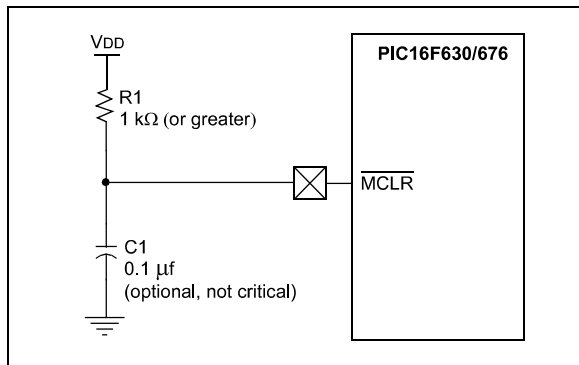 VDD
PIC16F630/676
R1
1 kΩ (or greater)
MCLR
C1
0.1 μf
(optional, not critical)